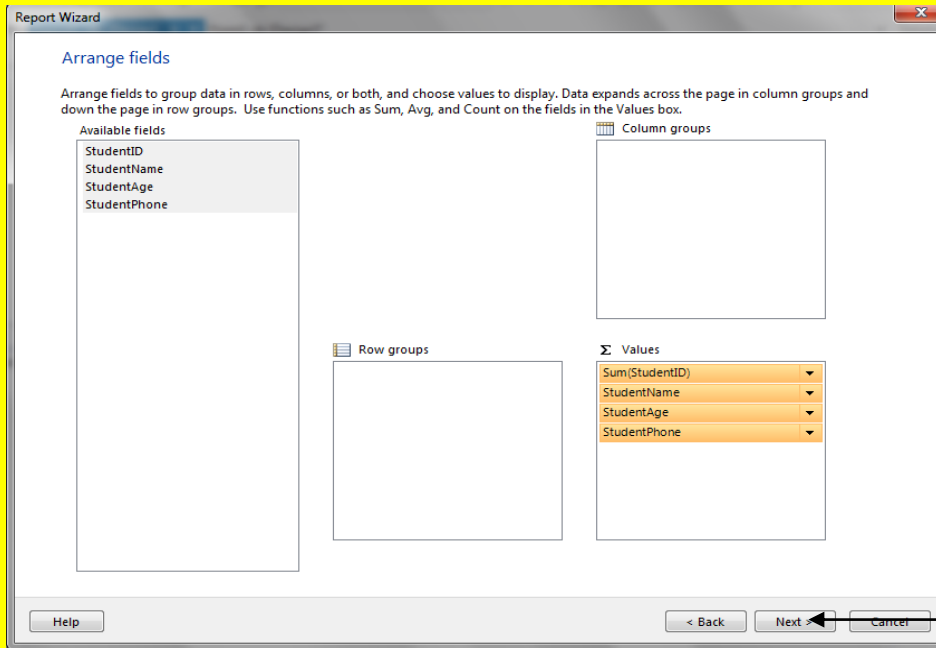 Report Wizard
Arrange fields
Arrange fields to group data in rows, columns, or both, and choose values to display. Data expands across the page in column groups and
down the page in row groups. Use functions such as Sum, Avg, and Count on the fields in the Values box.
Available fields
StudentID
StudentName
StudentAge
StudentPhone
Column groups
Row groups
Σ Values
Sum(StudentID)
StudentName
StudentAge
StudentPhone
Help
< Back
Next >
Cancel